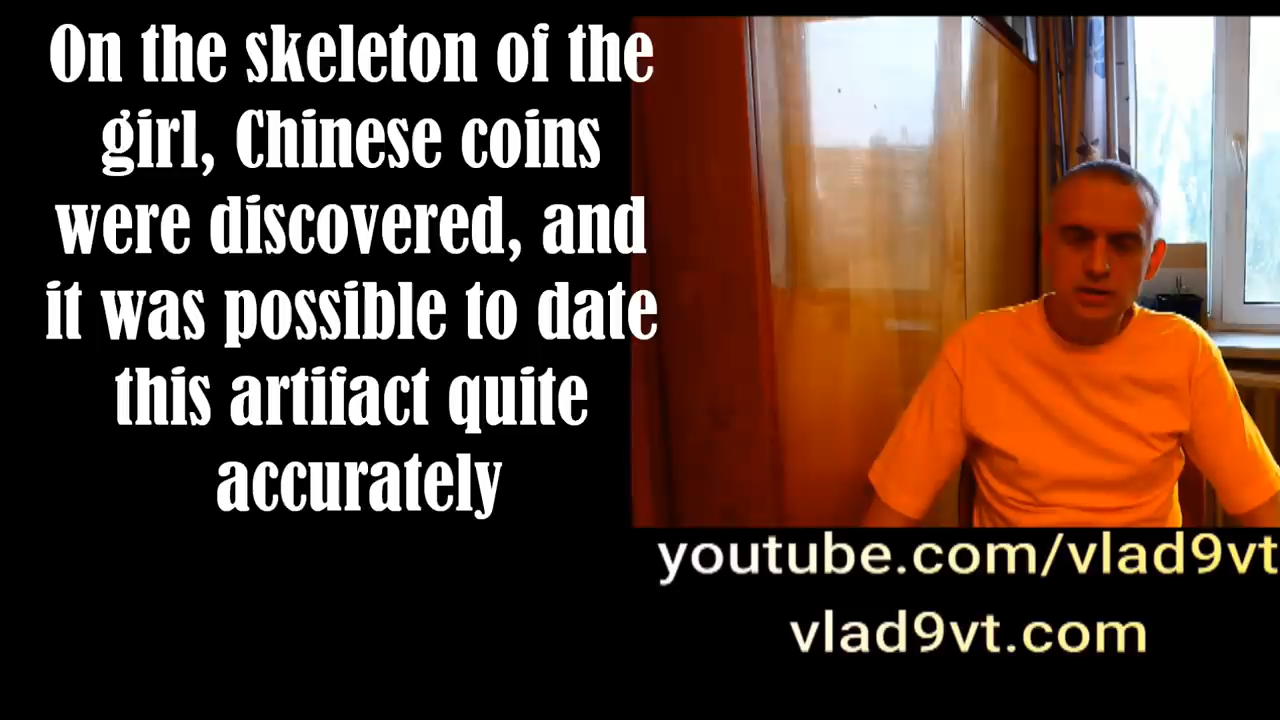 On the skeleton of the
girl, Chinese coins
were discovered, and
it was possible to date
this artifact quite
accurately
youtube.com/vlad9vt
vlad9vt.com